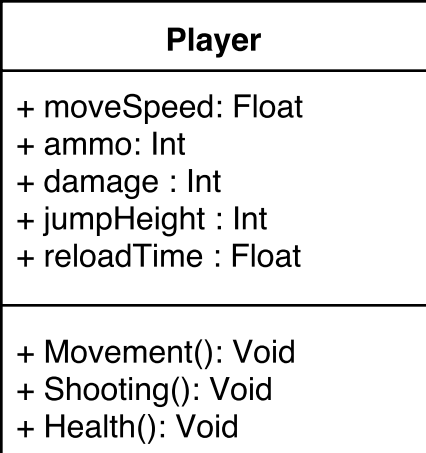 Player
+ moveSpeed: Float
+ ammo: Int
+ damage : Int
+ jumpHeight : Int
+ reloadTime : Float
+ Movement(): Void
+ Shooting(): Void
+ Health(): Void